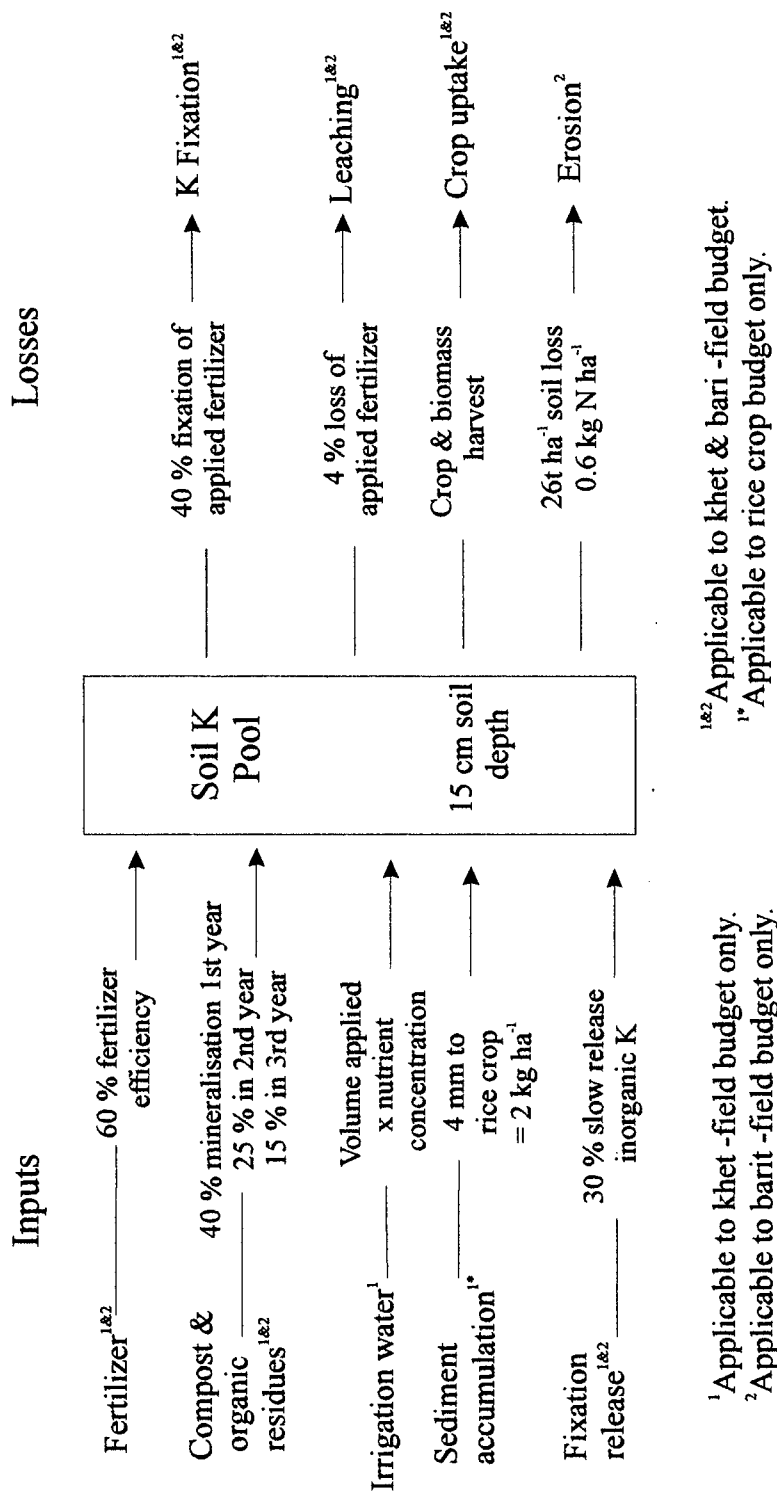 Inputs
Losses
Fertilizer1&2
60 % fertilizer
efficiency
Compost &
organic
residues1&2
40 % mineralisation 1st year
25 % in 2nd year
15 % in 3rd year
Irrigation water1
Volume applied
x nutrient
concentration
Sediment
accumulation1*
4 mm to
rice crop
= 2 kg ha-1
Fixation
release1&2
30 % slow release
inorganic K
Soil K
Pool
15 cm soil
depth
40 % fixation of
applied fertilizer
K Fixation1&2
4 % loss of
applied fertilizer
Leaching1&2
Crop & biomass
harvest
Crop uptake1&2
26t ha-1 soil loss
0.6 kg N ha-1
Erosion2
1Applicable to khet -field budget only.
2Applicable to barit -field budget only.
1&2Applicable to khet & bari -field budget.
1*Applicable to rice crop budget only.